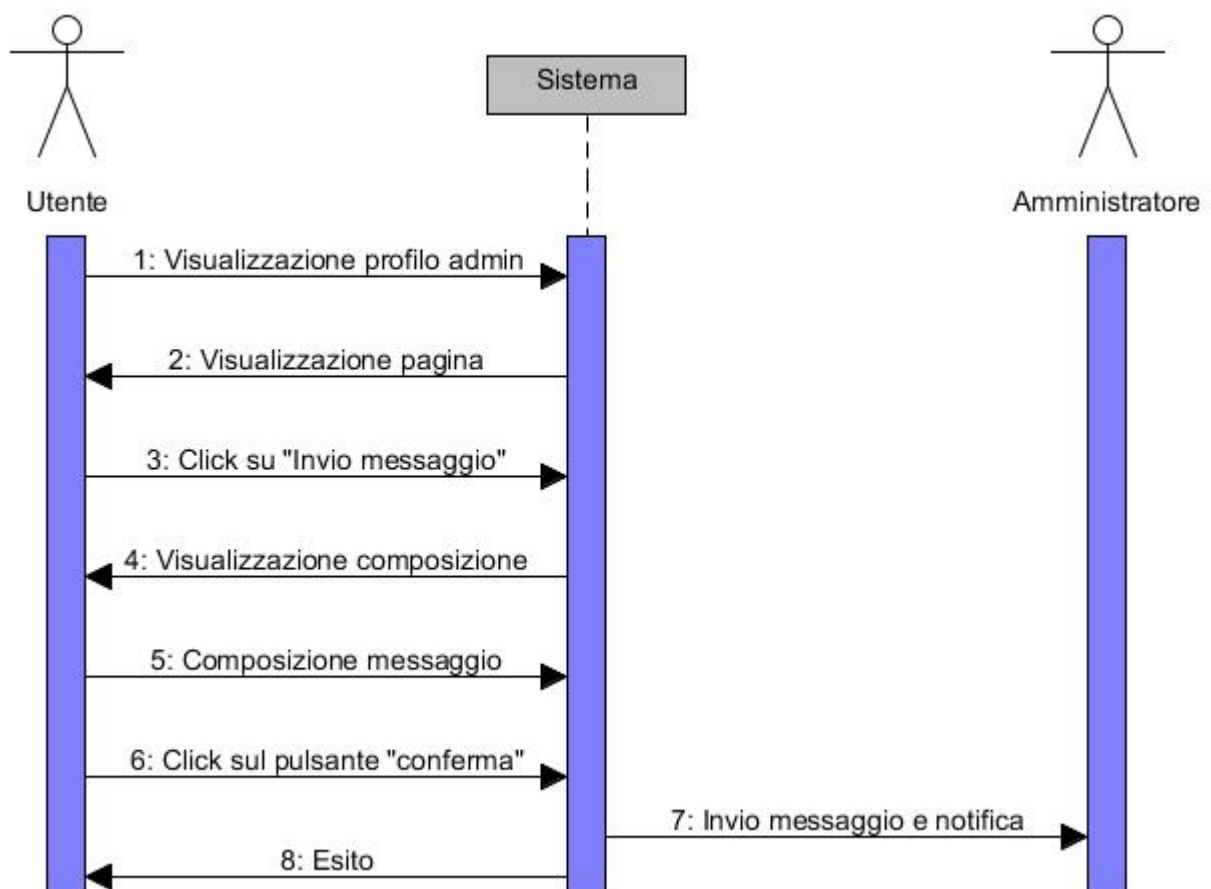 Sistema
Utente
Amministratore
1: Visualizzazione profilo admin
2: Visualizzazione pagina
3: Click su "Invio messaggio"
4: Visualizzazione composizione
5: Composizione messaggio
6: Click sul pulsante "conferma"
7: Invio messaggio e notifica
8: Esito